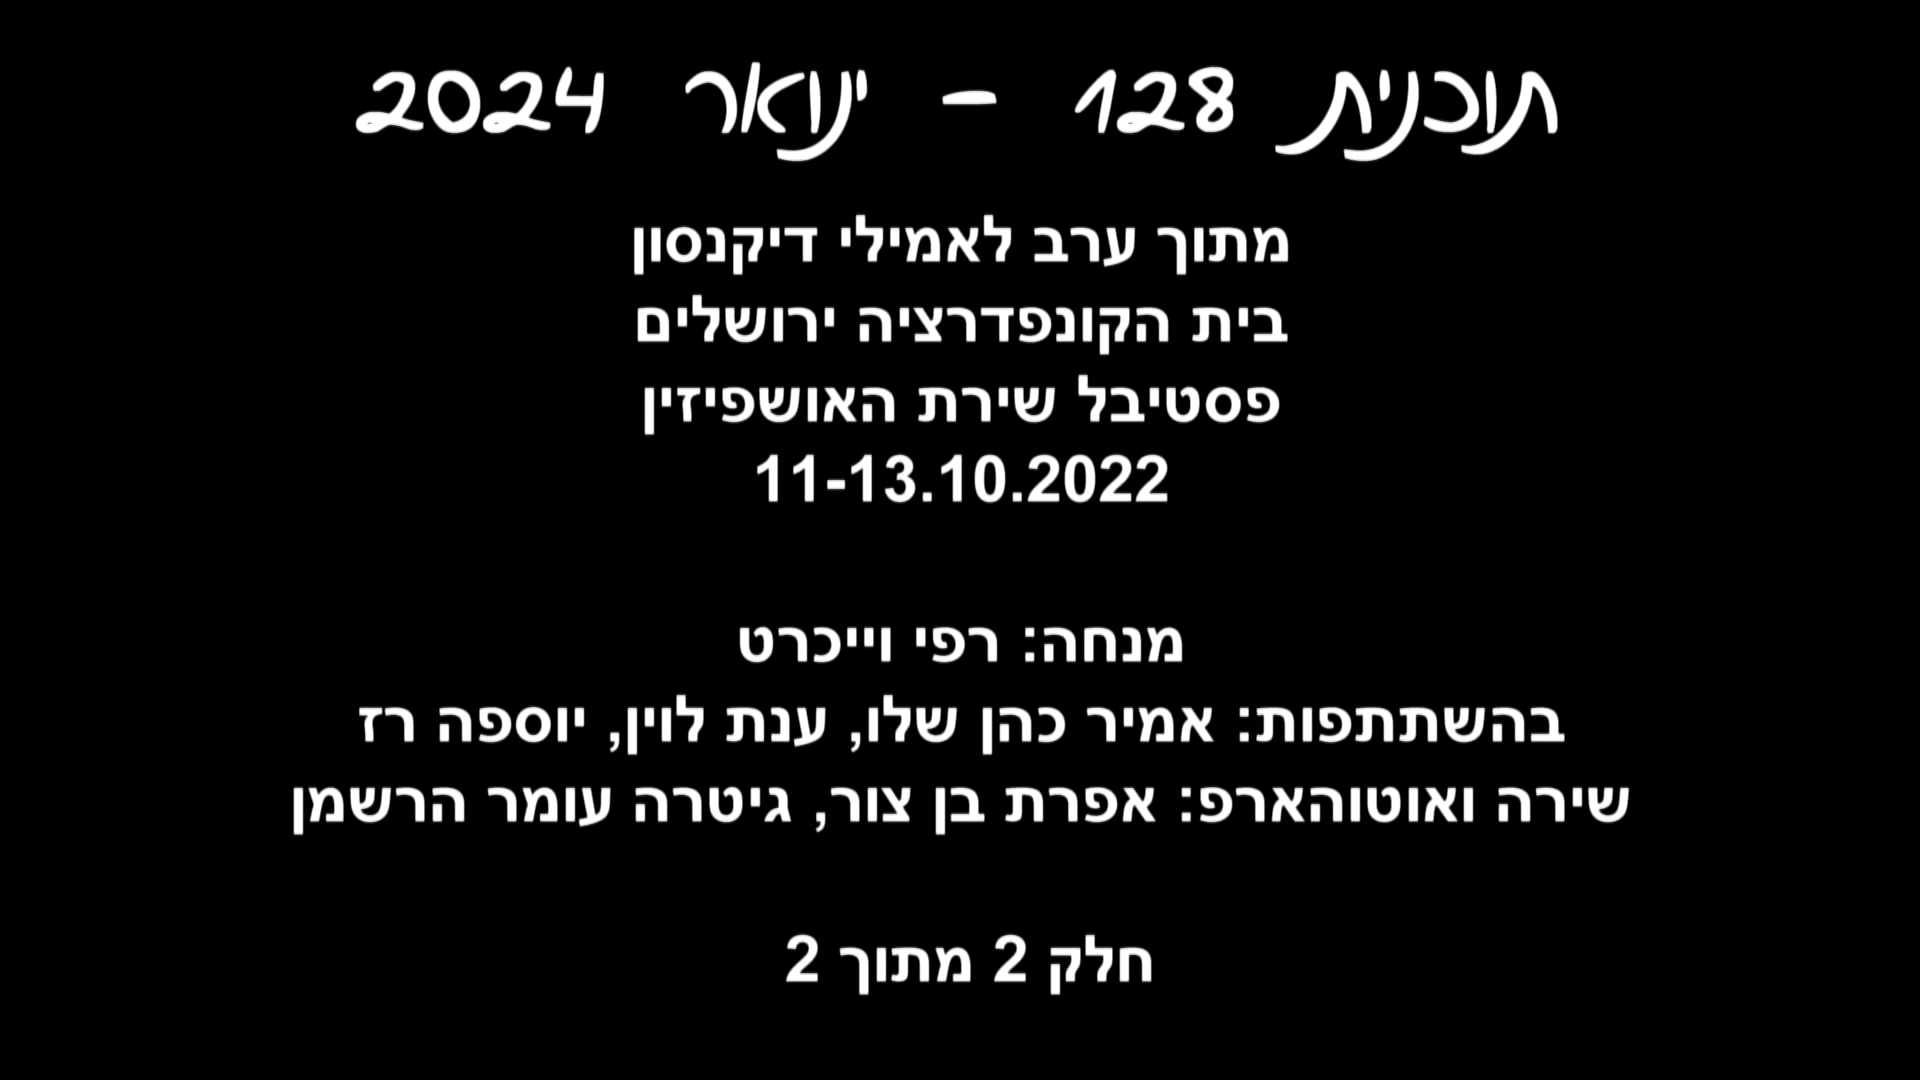 תוכנית 128 - ינואר 2024
מתוך ערב לאמילי דיקנסון
בית הקונפדרציה ירושלים
פסטיבל שירת האושפיזין
11-13.10.2022
מנחה: רפי וייכרט
בהשתתפות: אמיר כהן שלו, ענת לוין, יוספה רז
שירה ואוטוהארפ: אפרת בן צור, גיטרה עומר הרשמן
חלק 2 מתוך 2